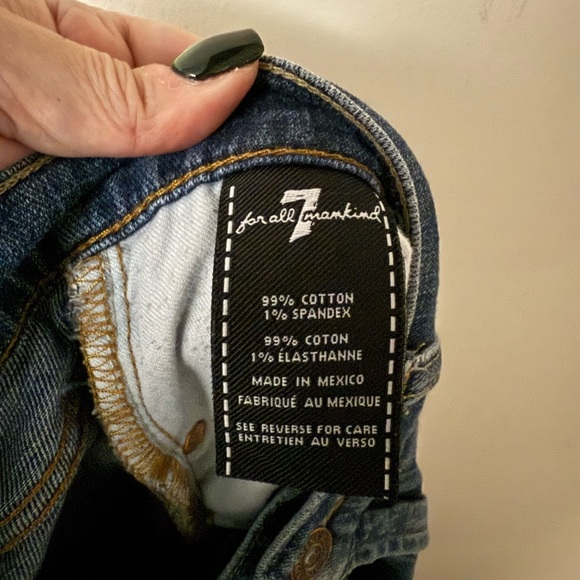 for all 7 mankind
99% COTTON
1% SPANDEX
99% COTON
1% ÉLASTHANNE
MADE IN MEXICO
FABRIQUÉ AU MEXIQUE
SEE REVERSE FOR CARE
ENTRETIEN AU VERSO